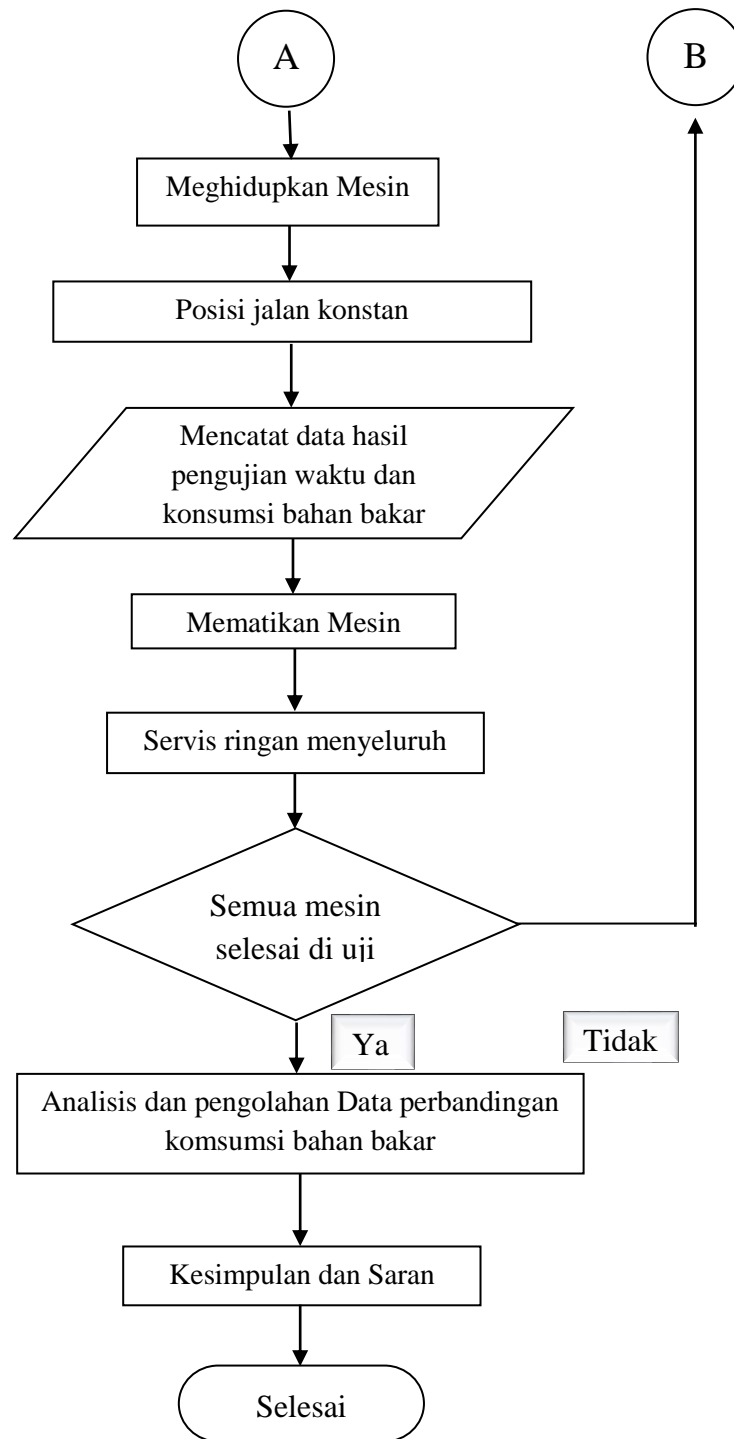 A
B
Meghidupkan Mesin
Posisi jalan konstan
Mencatat data hasil
pengujian waktu dan
konsumsi bahan bakar
Mematikan Mesin
Servis ringan menyeluruh
Semua mesin
selesai di uji
Ya
Tidak
Analisis dan pengolahan Data perbandingan
komsumsi bahan bakar
Kesimpulan dan Saran
Selesai